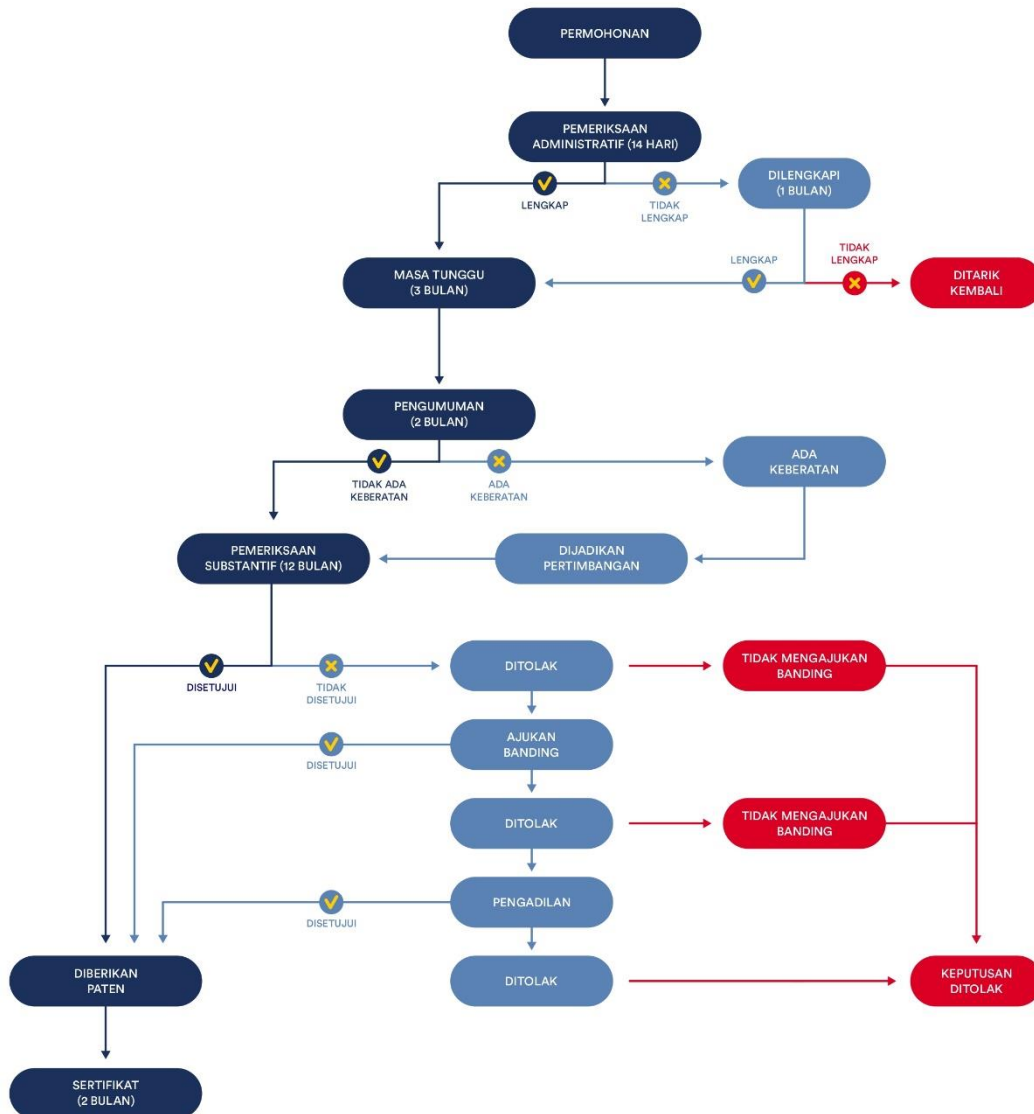 PERMOHONAN
PEMERIKSAAN
ADMINISTRATIF (14 HARI)
LENGKAP
TIDAK
LENGKAP
DILENGKAPI
(1 BULAN)
MASA TUNGGU
(3 BULAN)
LENGKAP
TIDAK
LENGKAP
DITARIK
KEMBALI
PENGUMUMAN
(2 BULAN)
TIDAK ADA
KEBERATAN
ADA
KEBERATAN
ADA
KEBERATAN
PEMERIKSAAN
SUBSTANTIF (12 BULAN)
DIJADIKAN
PERTIMBANGAN
DISETUJUI
TIDAK
DISETUJUI
DITOLAK
TIDAK MENGAJUKAN
BANDING
DISETUJUI
AJUKAN
BANDING
DITOLAK
TIDAK MENGAJUKAN
BANDING
DISETUJUI
PENGADILAN
DIBERIKAN
PATEN
DITOLAK
KEPUTUSAN
DITOLAK
SERTIFIKAT
(2 BULAN)